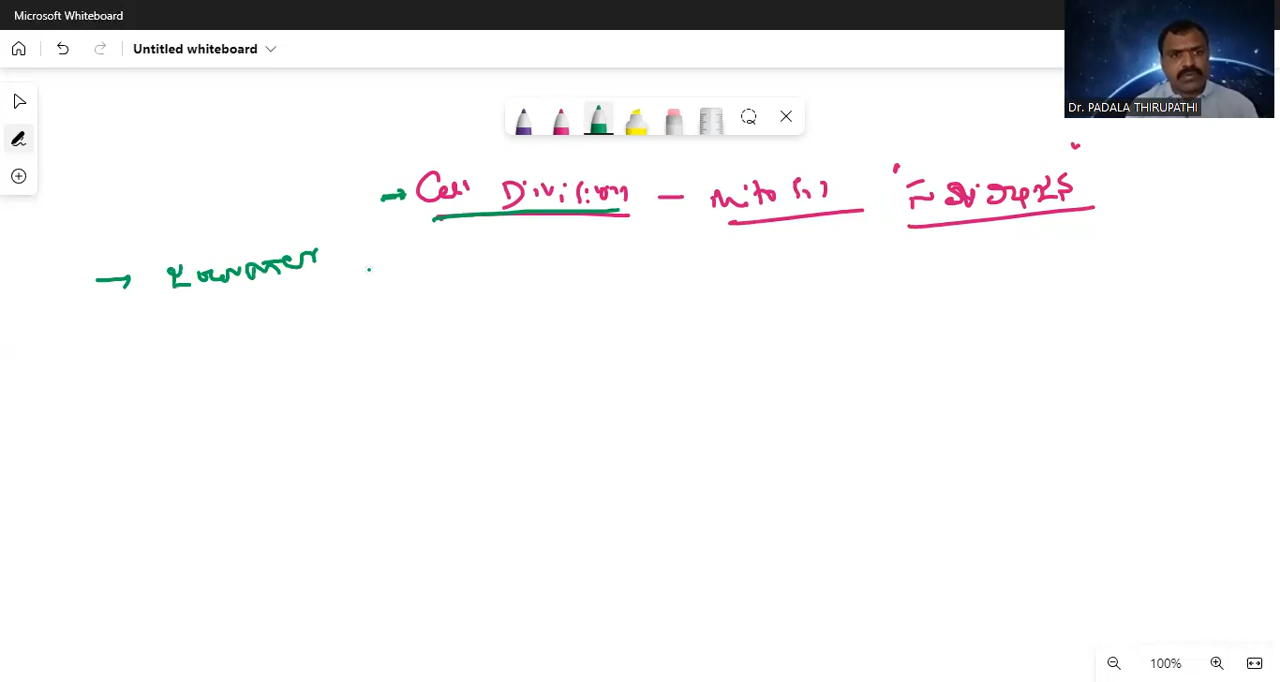 Microsoft Whiteboard
Untitled whiteboard
Dr. PADALA THIRUPATHI
→ Cell Division — Mitosis
→
100%